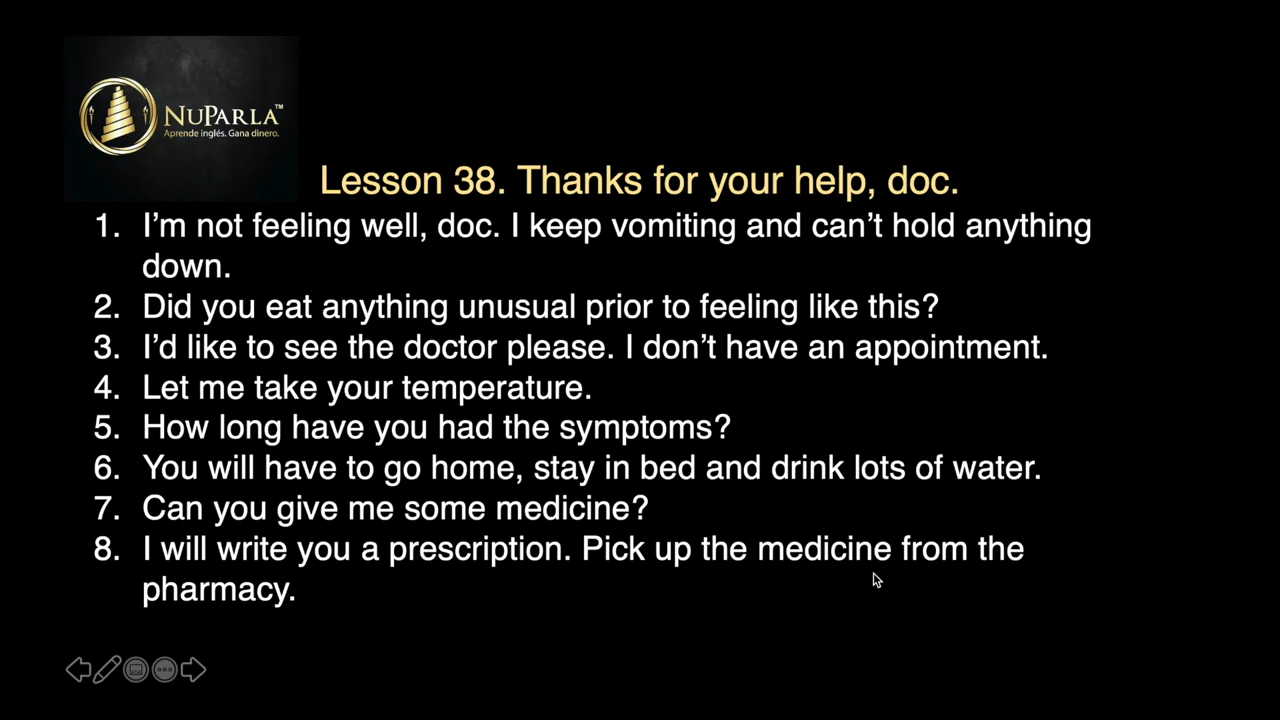 NUPARLA™
Aprende inglés. Gana dinero.
Lesson 38. Thanks for your help, doc.
1. I’m not feeling well, doc. I keep vomiting and can’t hold anything
down.
2. Did you eat anything unusual prior to feeling like this?
3. I’d like to see the doctor please. I don’t have an appointment.
4. Let me take your temperature.
5. How long have you had the symptoms?
6. You will have to go home, stay in bed and drink lots of water.
7. Can you give me some medicine?
8. I will write you a prescription. Pick up the medicine from the
pharmacy.